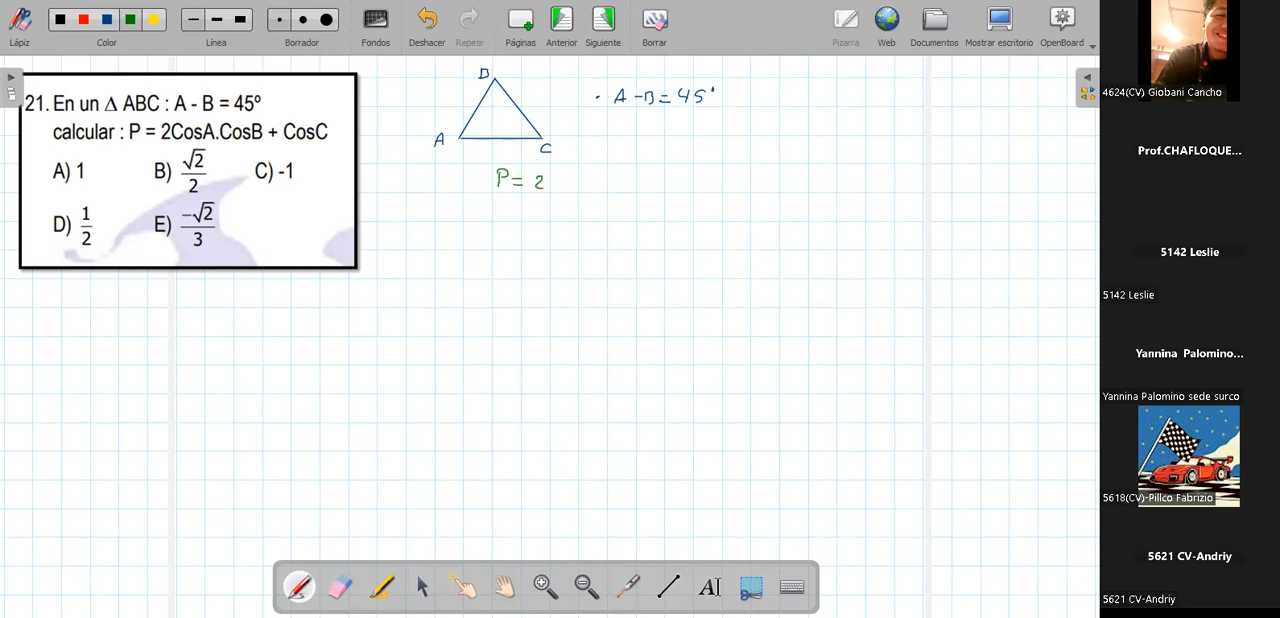 Lápiz
Color
Línea
Borrador
Fondos
Deshacer
Repetir
Páginas
Anterior
Siguiente
Borrar
Pizarra
Web
Documentos
Mostrar escritorio
OpenBoard
21. En un Δ ABC : A - B = 45º
calcular : P = 2CosA.CosB + CosC
A) 1 B) √2/2 C) -1
D) 1/2 E) -√2/3
B
A
C
· A - B = 45°
P = 2
4624(CV) Giobani Cancho
Prof.CHAFLOQUE...
5142 Leslie
5142 Leslie
Yannina Palomino...
Yannina Palomino sede surco
5618(CV)-Pillco Fabrizio
5621 CV-Andriy
5621 CV-Andriy